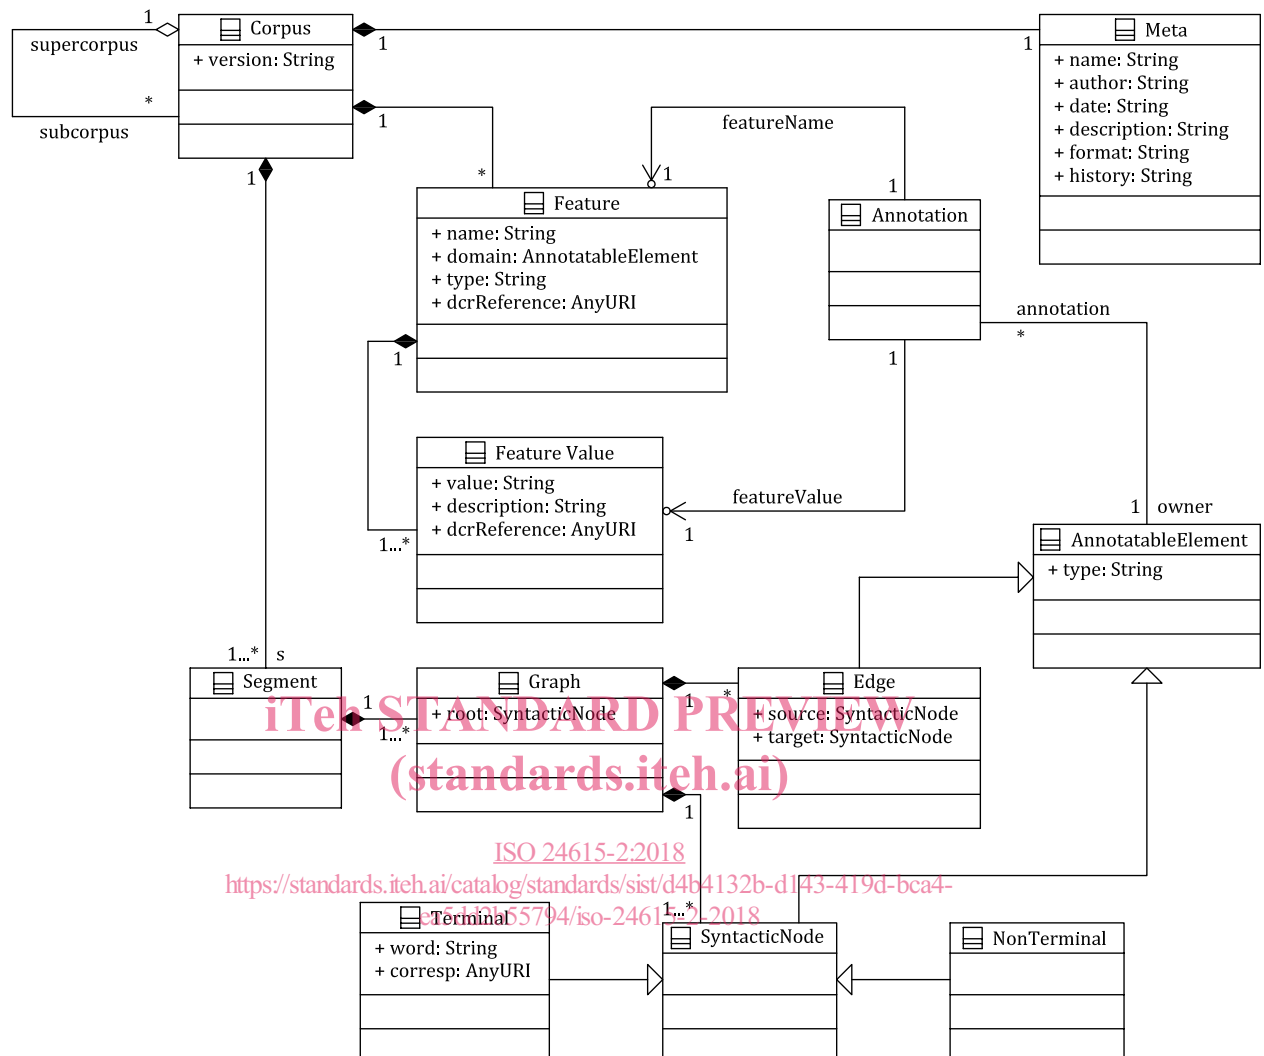 1
supercorpus
*
subcorpus
Corpus
+ version: String
1
1
1
1
Meta
+ name: String
+ author: String
+ date: String
+ description: String
+ format: String
+ history: String
featureName
*
1
1
Feature
+ name: String
+ domain: AnnotatableElement
+ type: String
+ dcrReference: AnyURI
1
Annotation
annotation
*
1
Feature Value
+ value: String
+ description: String
+ dcrReference: AnyURI
1...*
featureValue
1
1 owner
AnnotatableElement
+ type: String
1...* s
Segment
1
1...*
Graph
+ root: SyntacticNode
1
*
1
Edge
+ source: SyntacticNode
+ target: SyntacticNode
iTeh STANDARD PREVIEW
(standards.iteh.ai)
ISO 24615-2:2018
https://standards.iteh.ai/catalog/standards/sist/d4b4132b-d143-419d-bca4-
ea5dd2b55794/iso-24615-2-2018
1...*
Terminal
+ word: String
+ corresp: AnyURI
SyntacticNode
NonTerminal